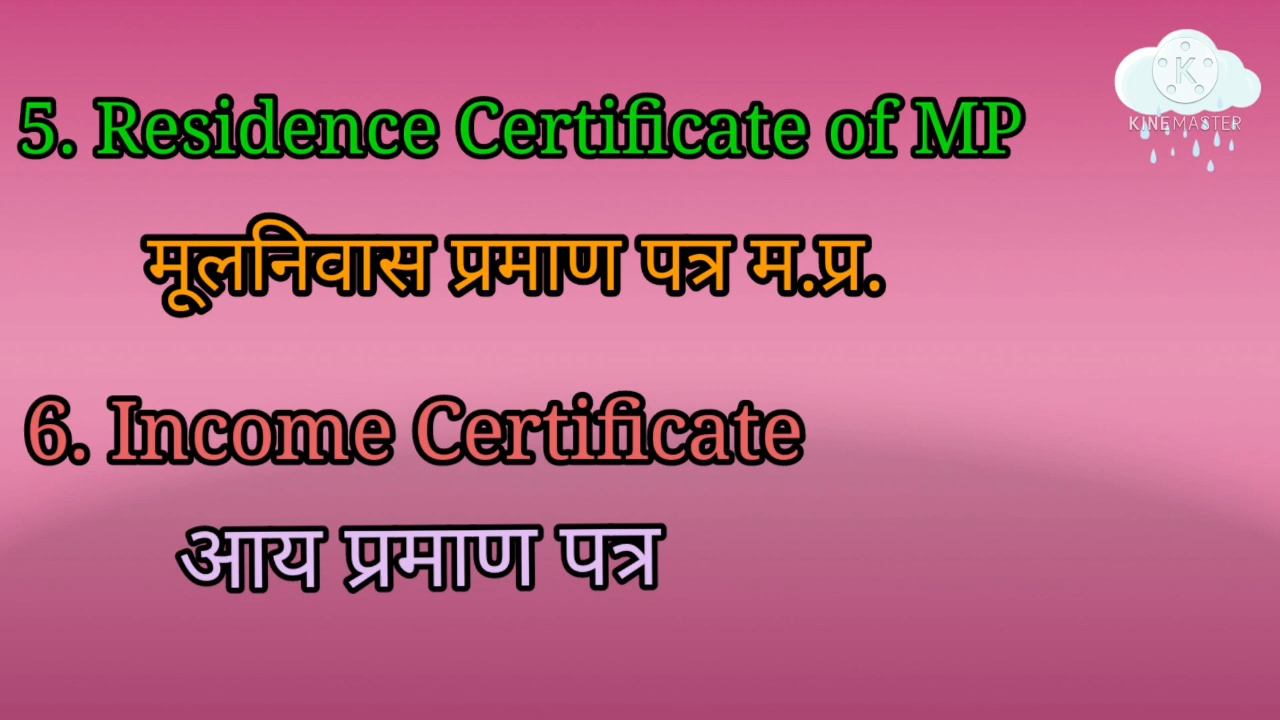 5. Residence Certificate of MP
मूलनिवास प्रमाण पत्र म.प्र.
6. Income Certificate
आय प्रमाण पत्र
K
KINEMASTER